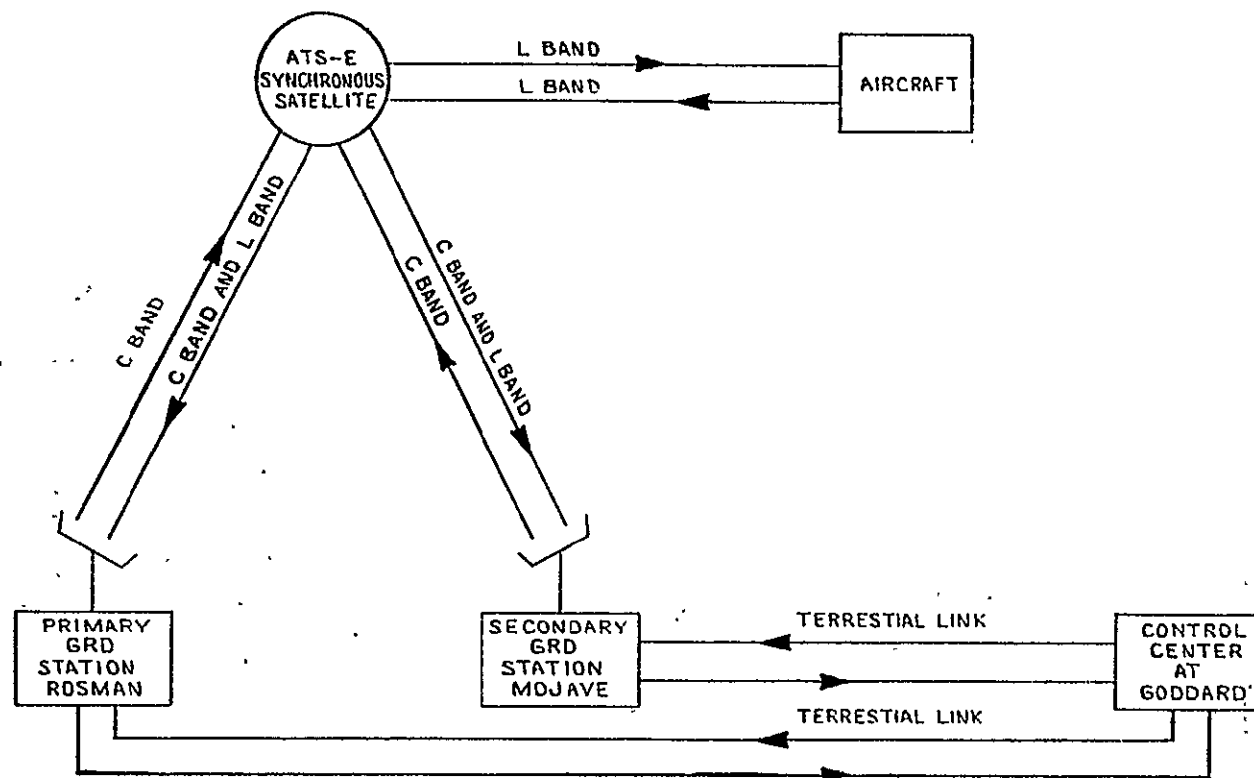 ATS-E
SYNCHRONOUS
SATELLITE
L BAND
L BAND
AIRCRAFT
C BAND
C BAND AND L BAND
C BAND
C BAND AND L BAND
PRIMARY
GRD
STATION
ROSMAN
SECONDARY
GRD
STATION
MOJAVE
TERRESTIAL LINK
TERRESTIAL LINK
CONTROL
CENTER
AT
GODDARD